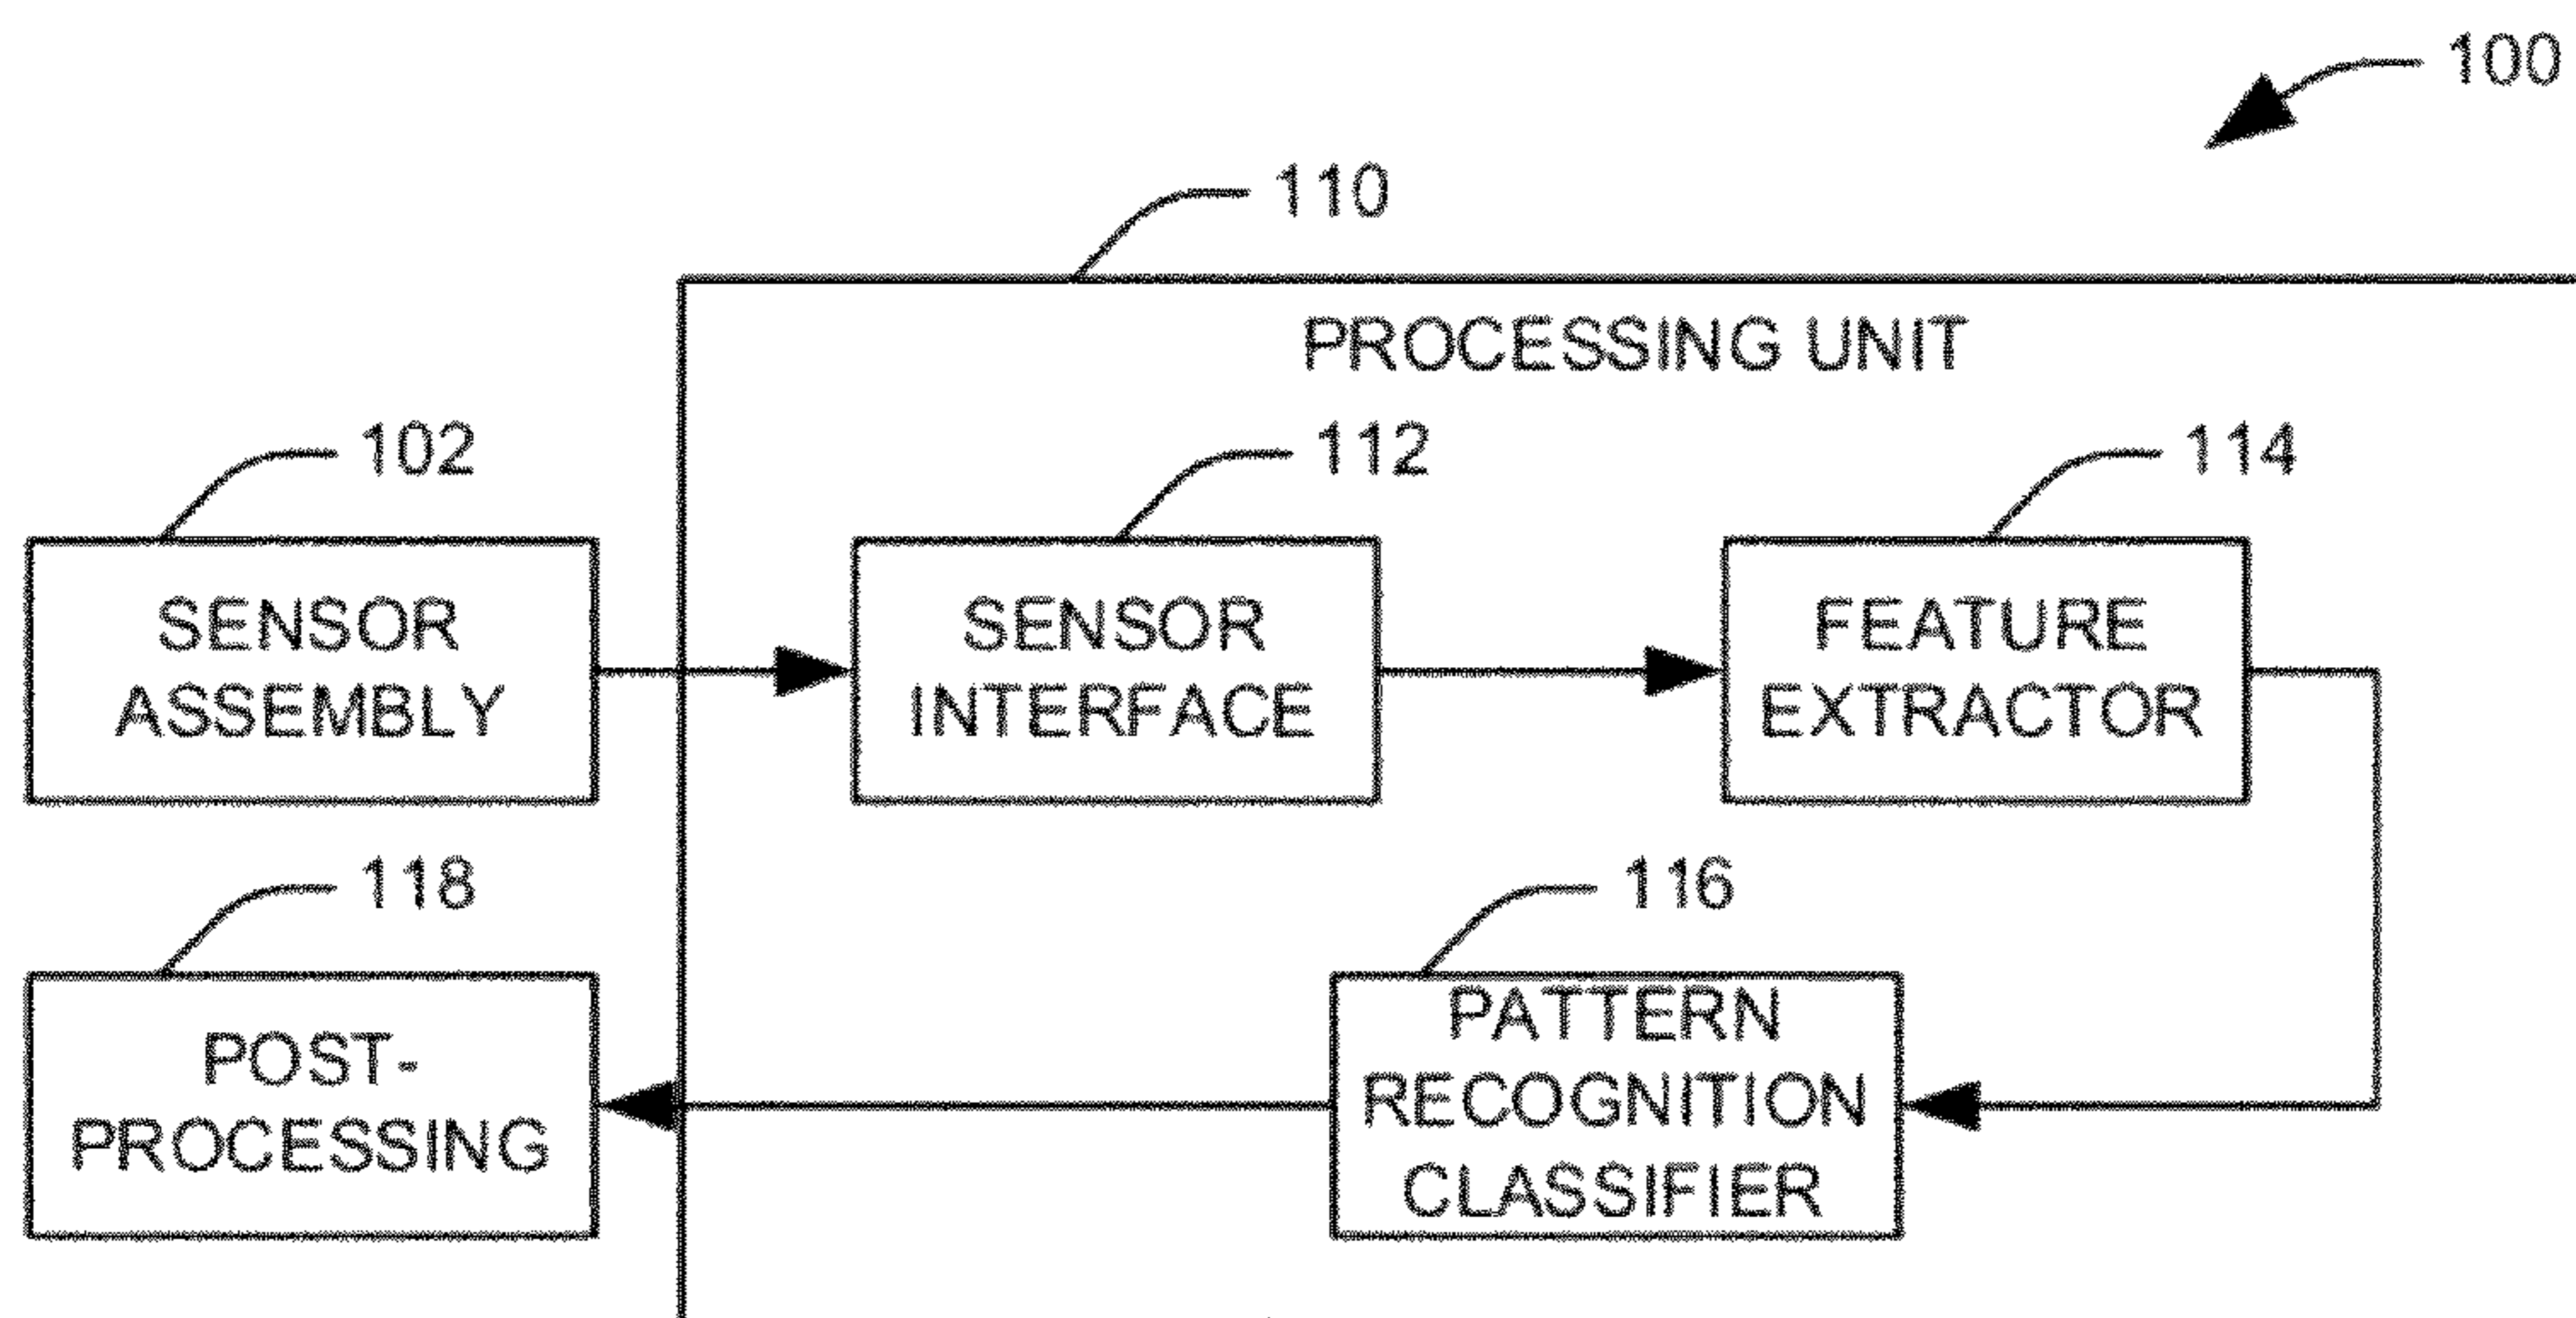 100
110
PROCESSING UNIT
102
112
114
SENSOR
ASSEMBLY
SENSOR
INTERFACE
FEATURE
EXTRACTOR
118
116
POST-
PROCESSING
PATTERN
RECOGNITION
CLASSIFIER